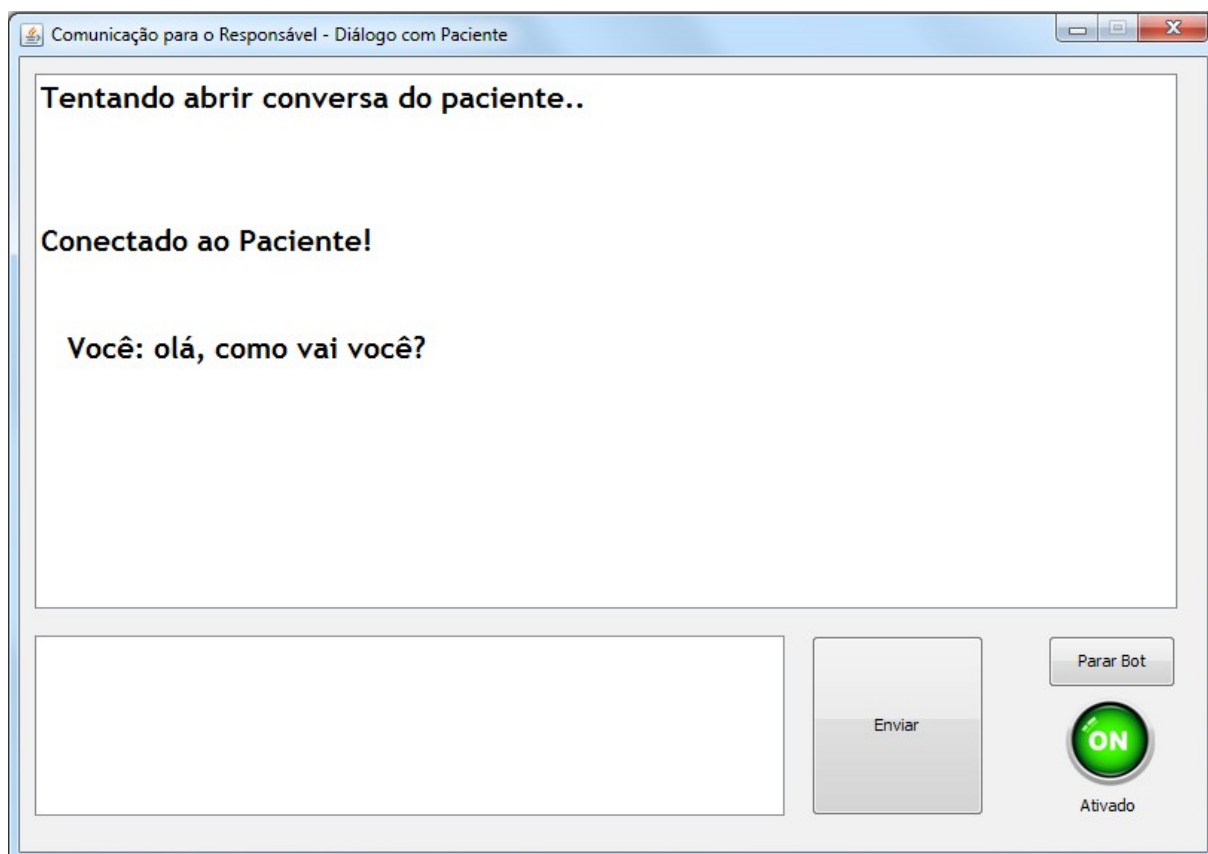 Comunicação para o Responsável - Diálogo com Paciente
Tentando abrir conversa do paciente..
Conectado ao Paciente!
Você: olá, como vai você?
Enviar
Parar Bot
ON
Ativado